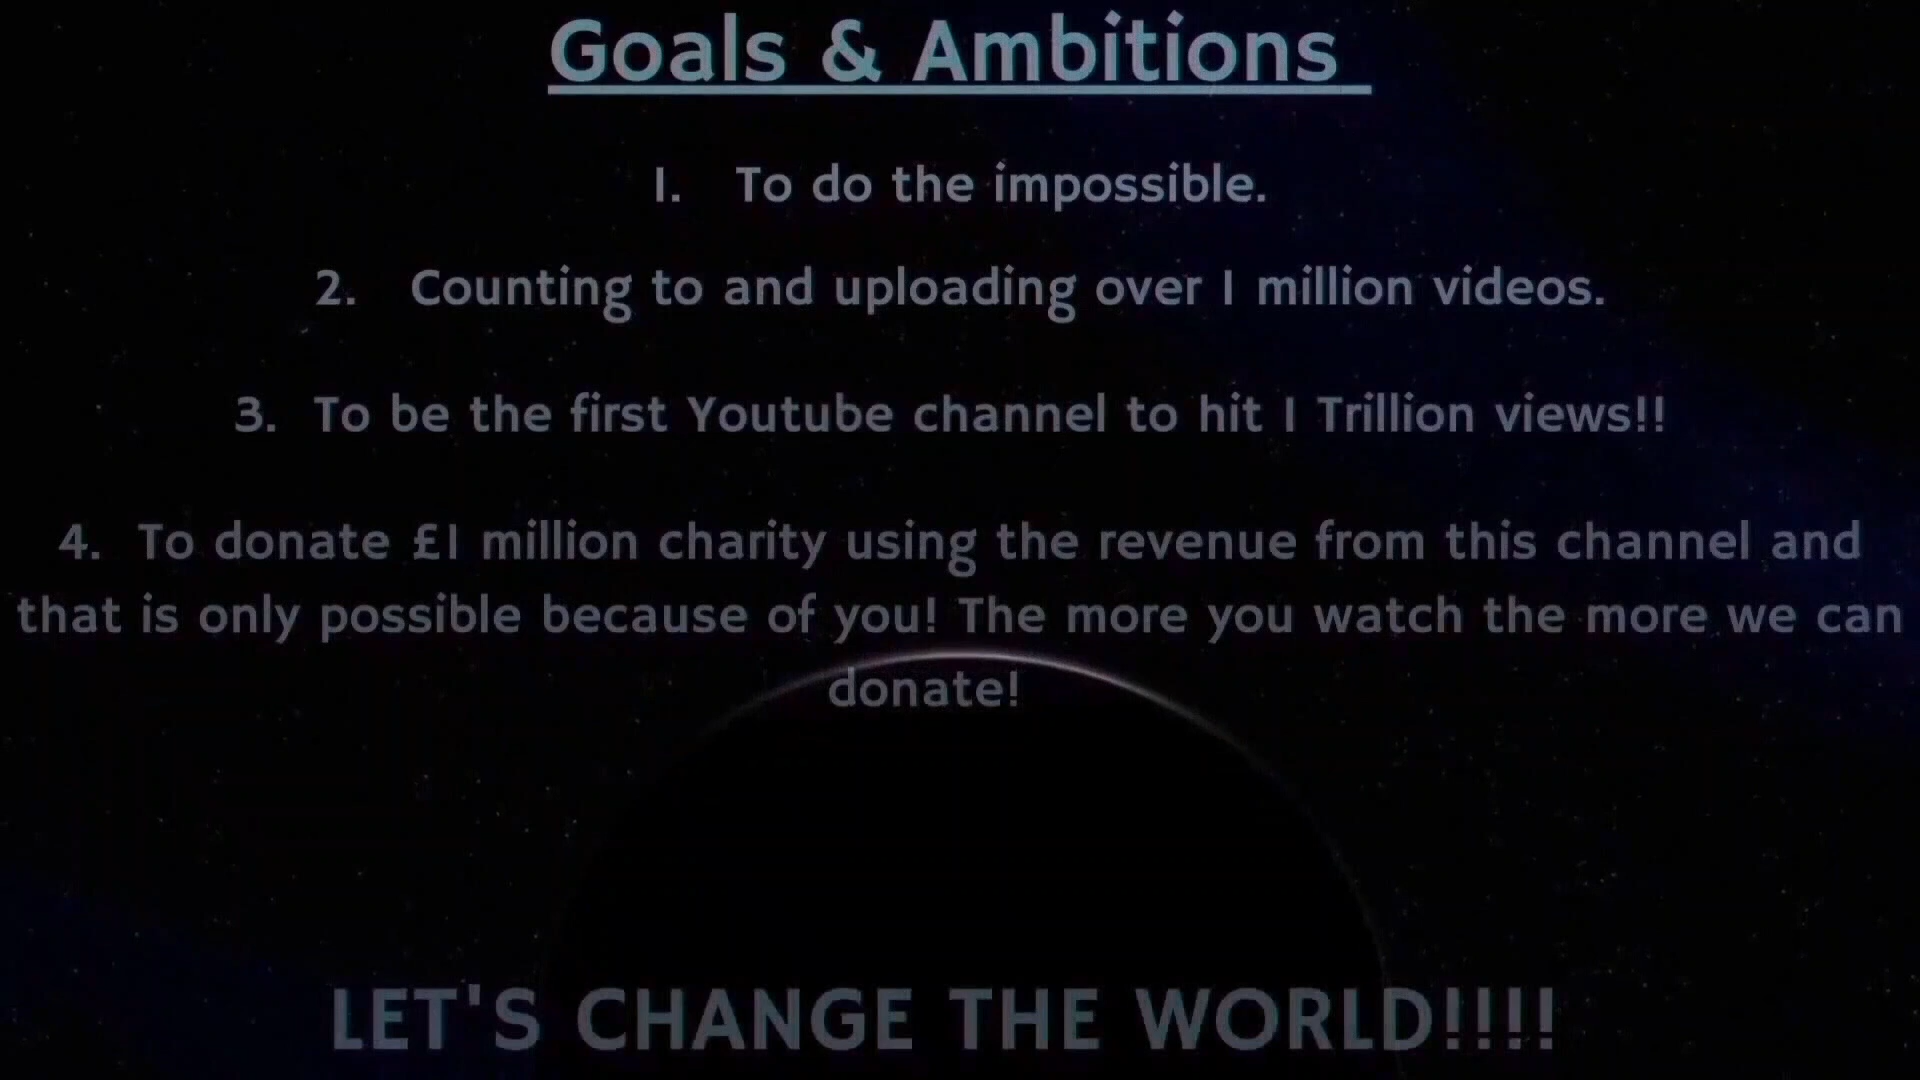 Goals & Ambitions
1. To do the impossible.
2. Counting to and uploading over 1 million videos.
3. To be the first Youtube channel to hit 1 Trillion views!!
4. To donate £1 million charity using the revenue from this channel and
that is only possible because of you! The more you watch the more we can
donate!
LET'S CHANGE THE WORLD!!!!